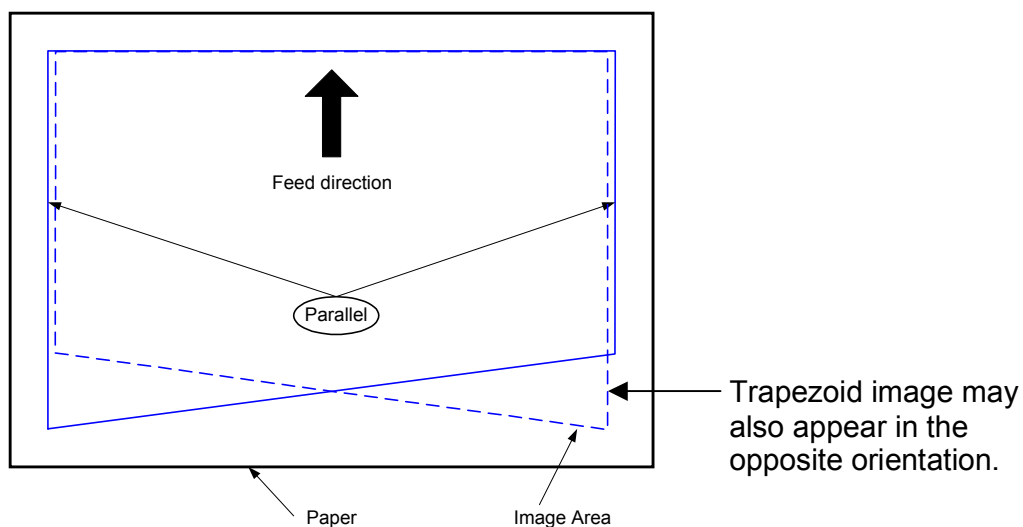 Feed direction
Parallel
Trapezoid image may
also appear in the
opposite orientation.
Paper
Image Area